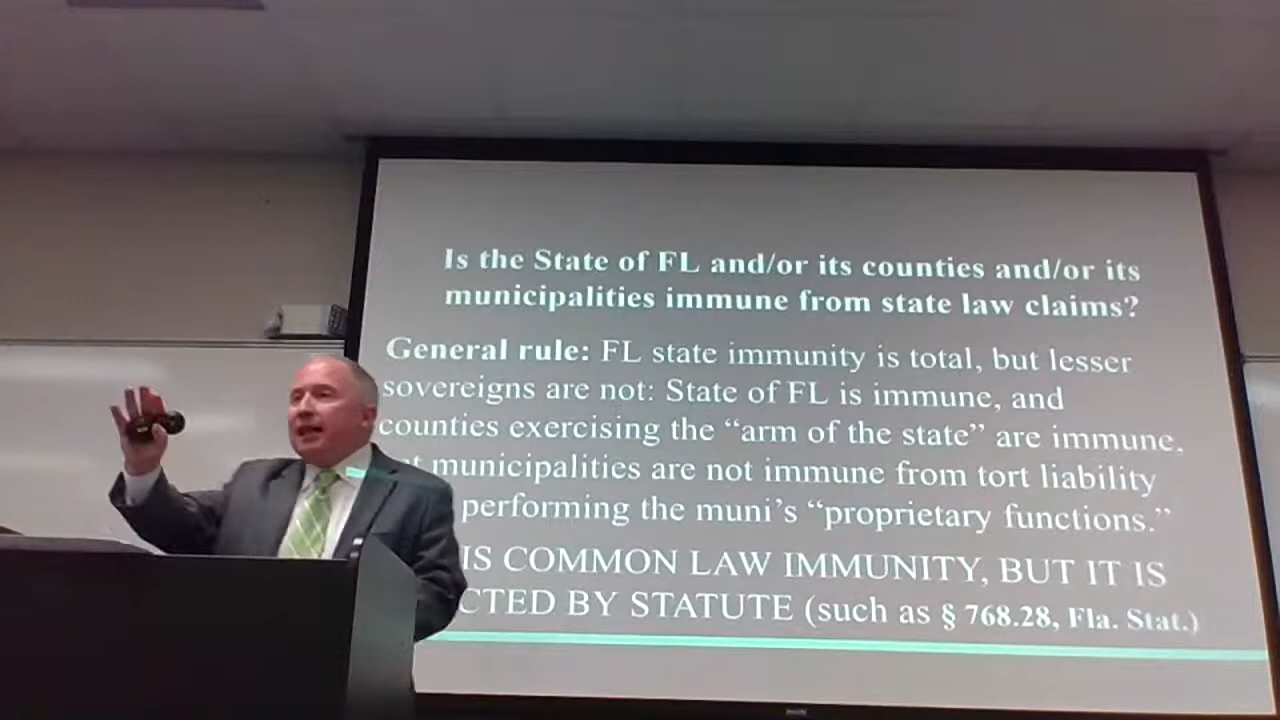 Is the State of FL and/or its counties and/or its
municipalities immune from state law claims?
General rule: FL state immunity is total, but lesser
sovereigns are not: State of FL is immune, and
counties exercising the “arm of the state” are immune,
municipalities are not immune from tort liability
performing the muni’s “proprietary functions.”
IS COMMON LAW IMMUNITY, BUT IT IS
CTED BY STATUTE (such as § 768.28, Fla. Stat.)